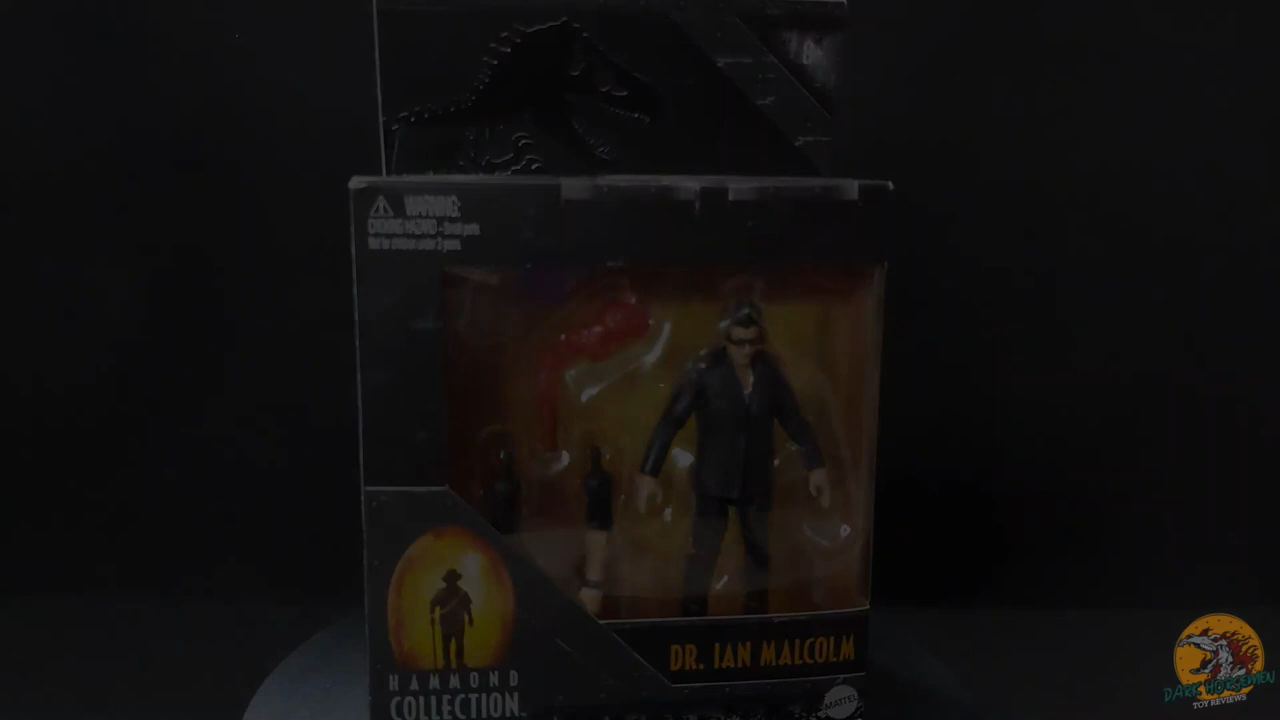 8+
WARNING:
CHOKING HAZARD - Small parts
Not for children under 3 years
DR. IAN MALCOLM
HAMMOND
COLLECTION
MATTEL
DARK HORSEMEN
TOY REVIEWS